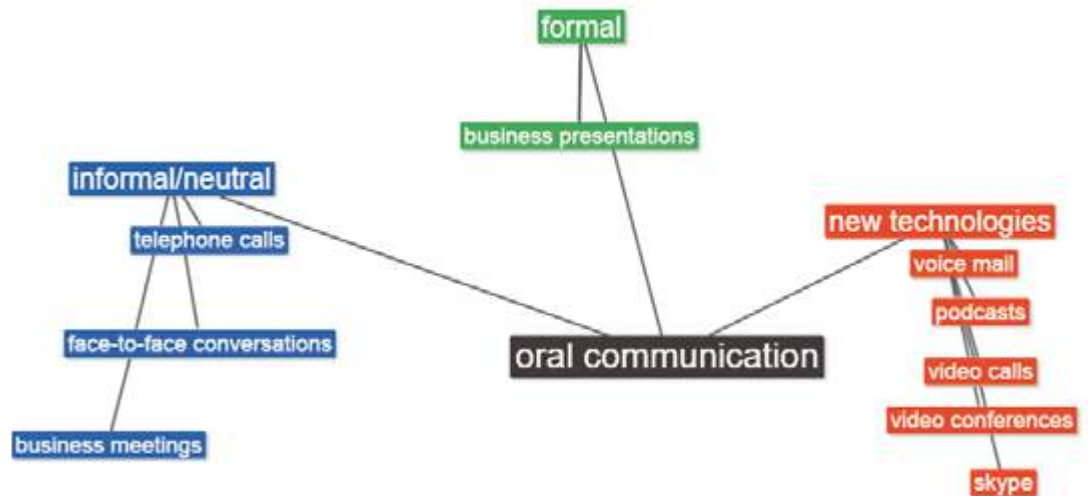 formal
business presentations
informal/neutral
telephone calls
face-to-face conversations
business meetings
new technologies
voice mail
podcasts
video calls
video conferences
skype
oral communication